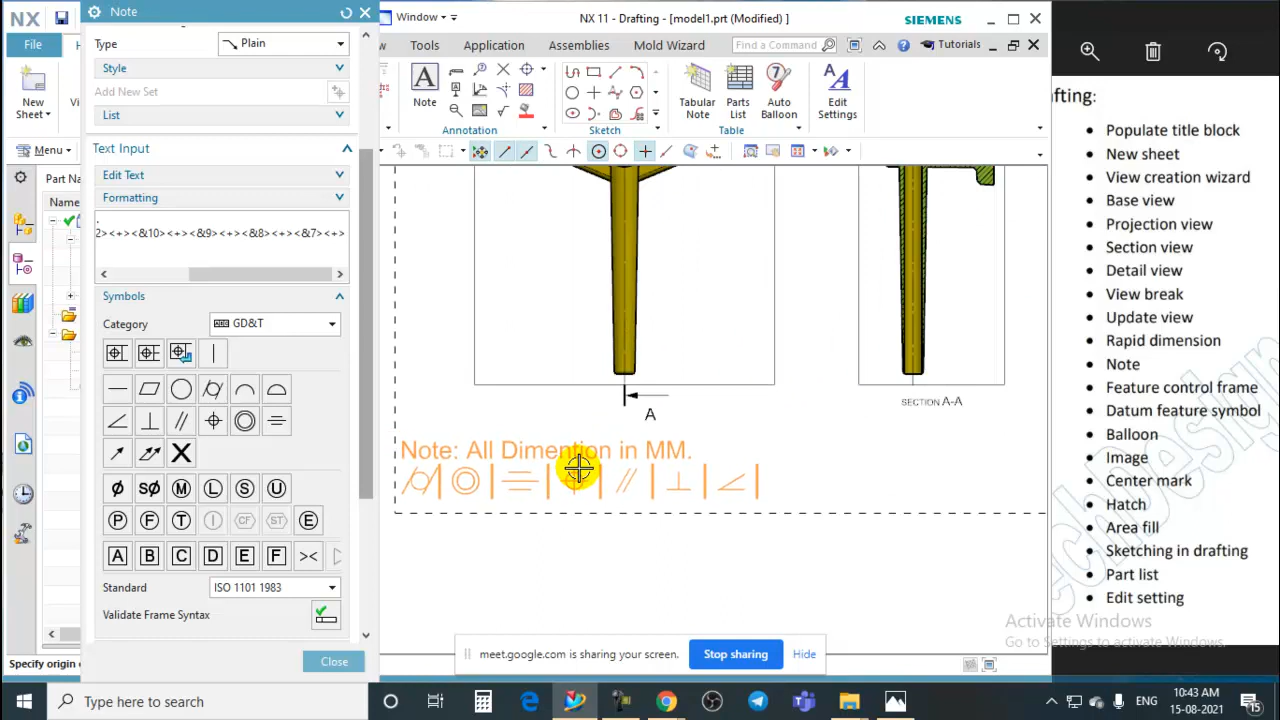 NX
Note
Window
NX 11 - Drafting - [model1.prt (Modified) ]
SIEMENS
File
Tools
Application
Assemblies
Mold Wizard
Find a Command
Tutorials
Type
Plain
Style
Add New Set
List
New
Sheet
Note
Annotation
Sketch
Tabular
Note
Parts
List
Auto
Balloon
Table
Edit
Settings
Menu
Text Input
Edit Text
Part Na
Formatting
Name
2><+><&10><+><&9><+><&8><+><&7><+>
Symbols
Category
GD&T
A
SECTION A-A
Note: All Dimention in MM.
Standard
ISO 1101 1983
Validate Frame Syntax
Close
Specify origin
meet.google.com is sharing your screen.
Stop sharing
Hide
fting:
Populate title block
New sheet
View creation wizard
Base view
Projection view
Section view
Detail view
View break
Update view
Rapid dimension
Note
Feature control frame
Datum feature symbol
Balloon
Image
Center mark
Hatch
Area fill
Sketching in drafting
Part list
Edit setting
Activate Windows
Go to Settings to activate Windows.
Type here to search
ENG
10:43 AM
15-08-2021
15